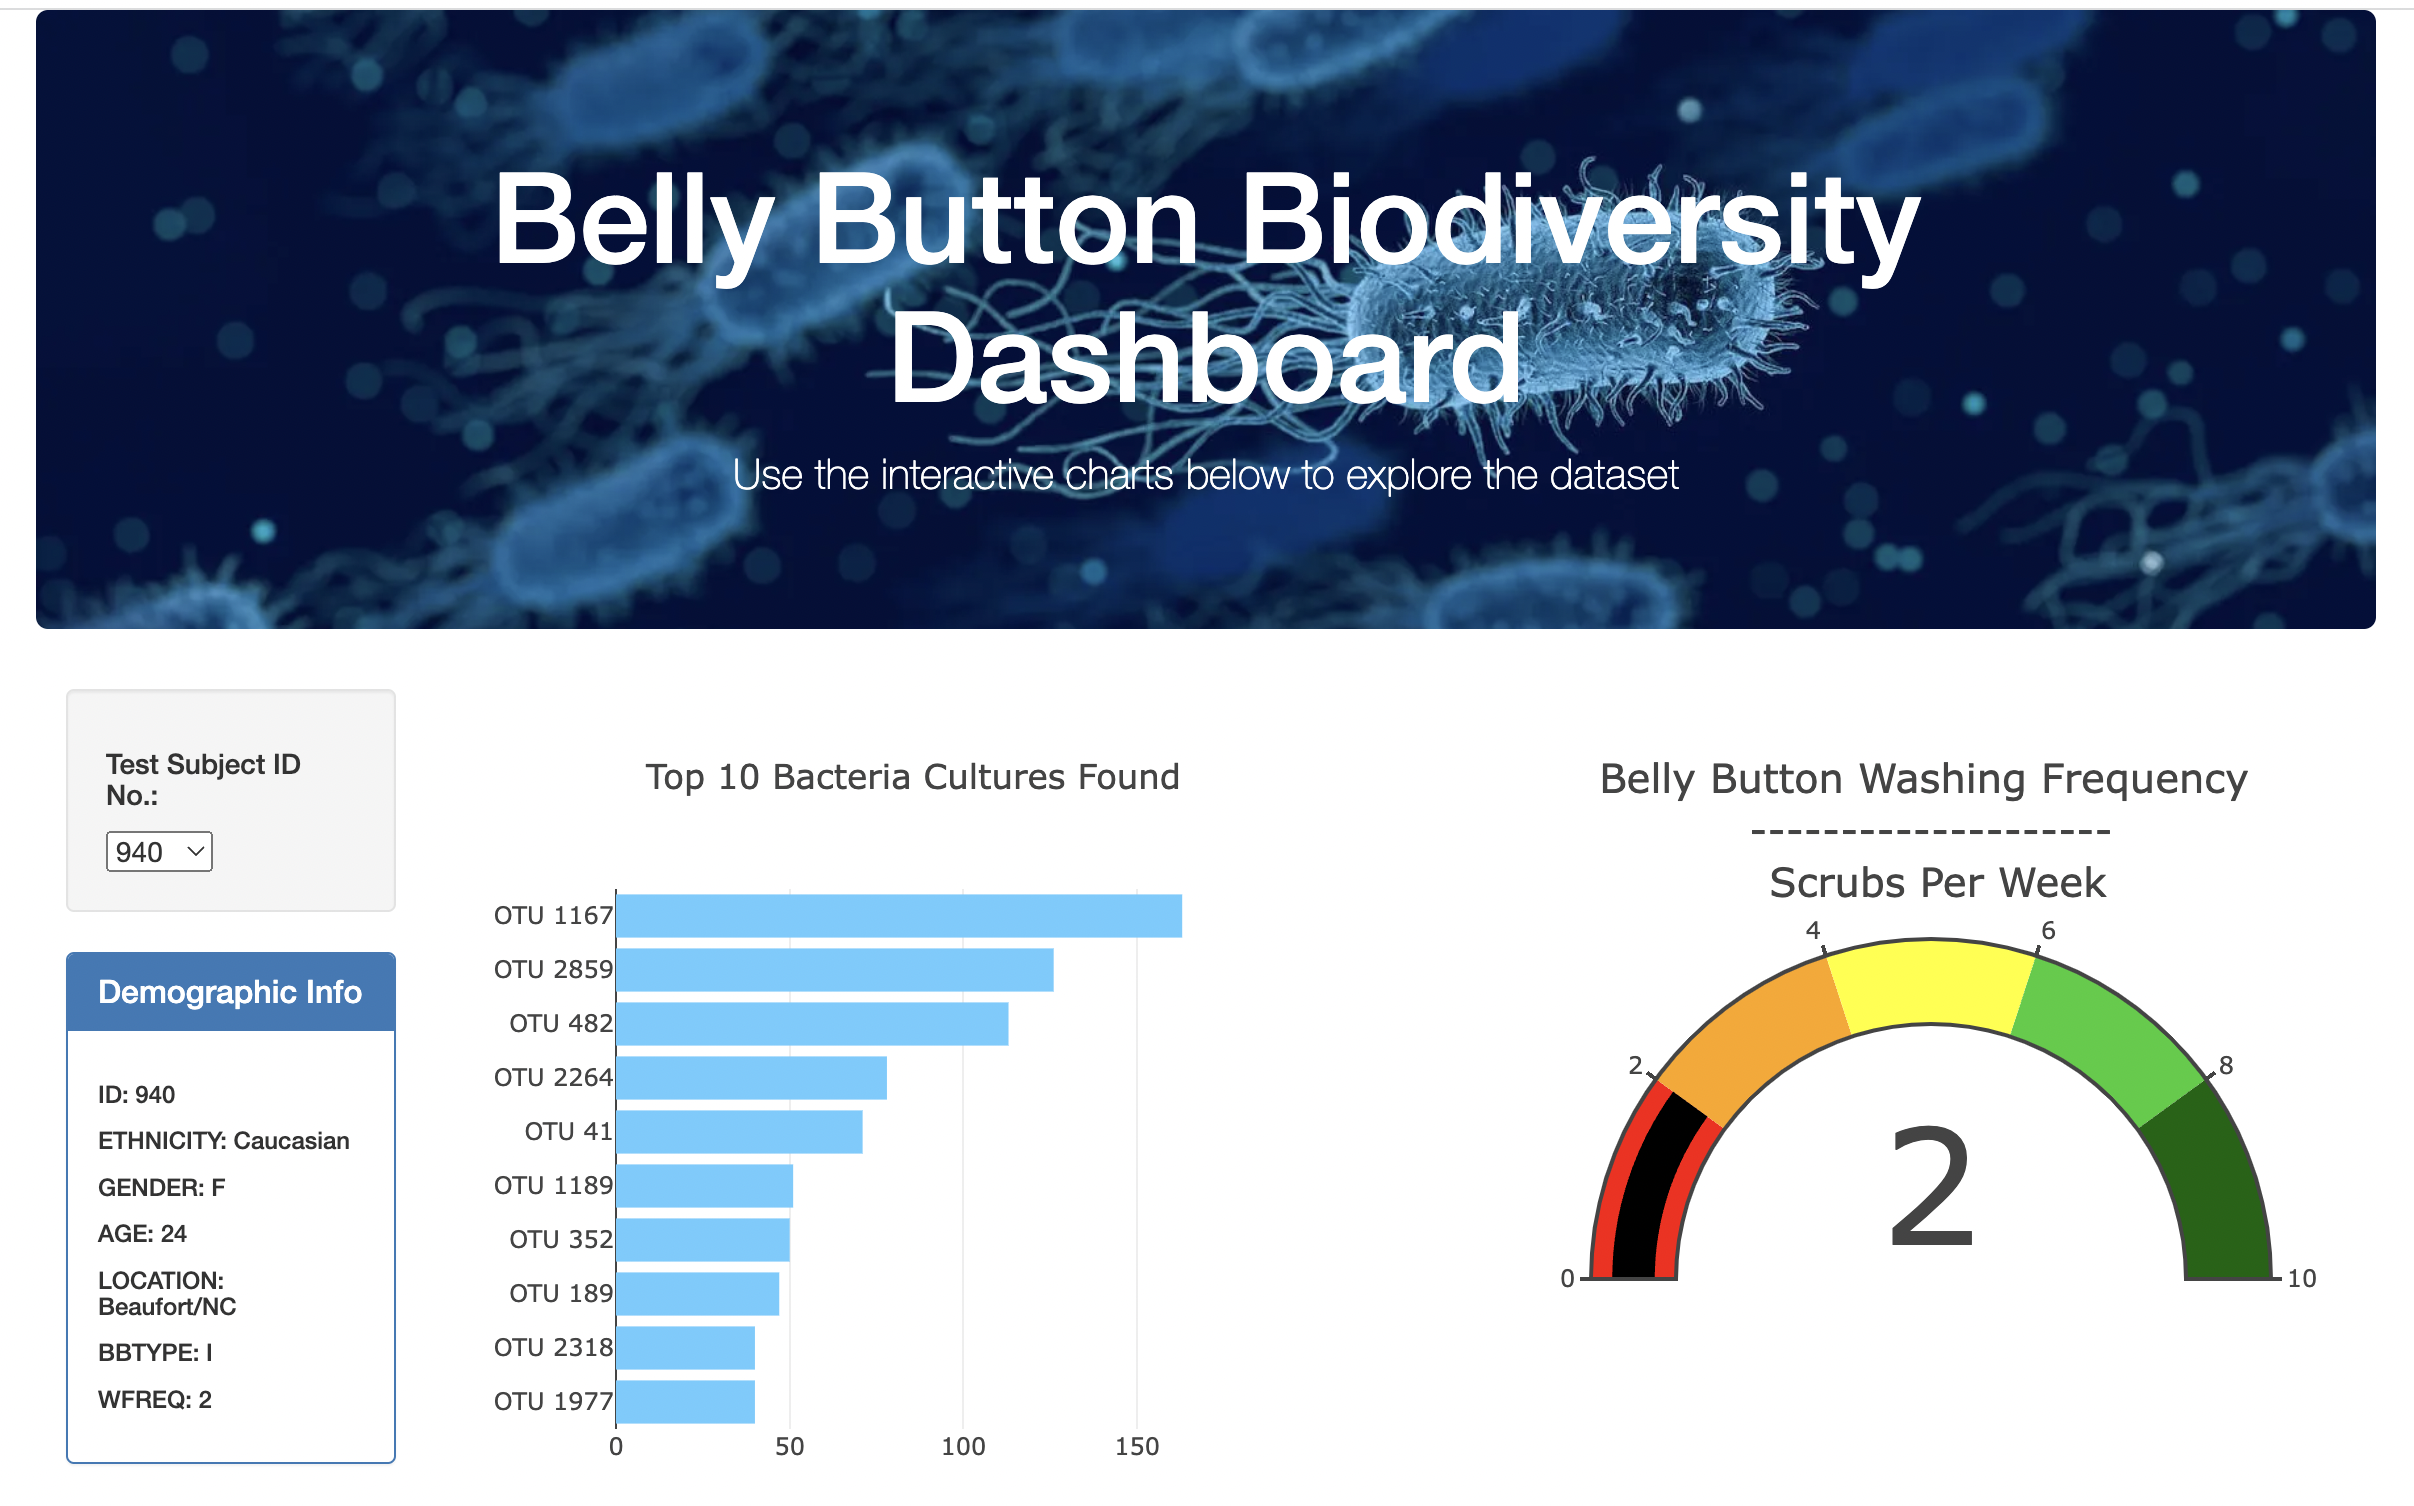 Belly Button Biodiversity
Dashboard
Use the interactive charts below to explore the dataset
Test Subject ID
No.:
940
Demographic Info
ID: 940
ETHNICITY: Caucasian
GENDER: F
AGE: 24
LOCATION:
Beaufort/NC
BBTYPE: I
WFREQ: 2
Top 10 Bacteria Cultures Found
OTU 1167
OTU 2859
OTU 482
OTU 2264
OTU 41
OTU 1189
OTU 352
OTU 189
OTU 2318
OTU 1977
0 50 100 150
Belly Button Washing Frequency
--------------------
Scrubs Per Week
4 6
2 8
2
0 10